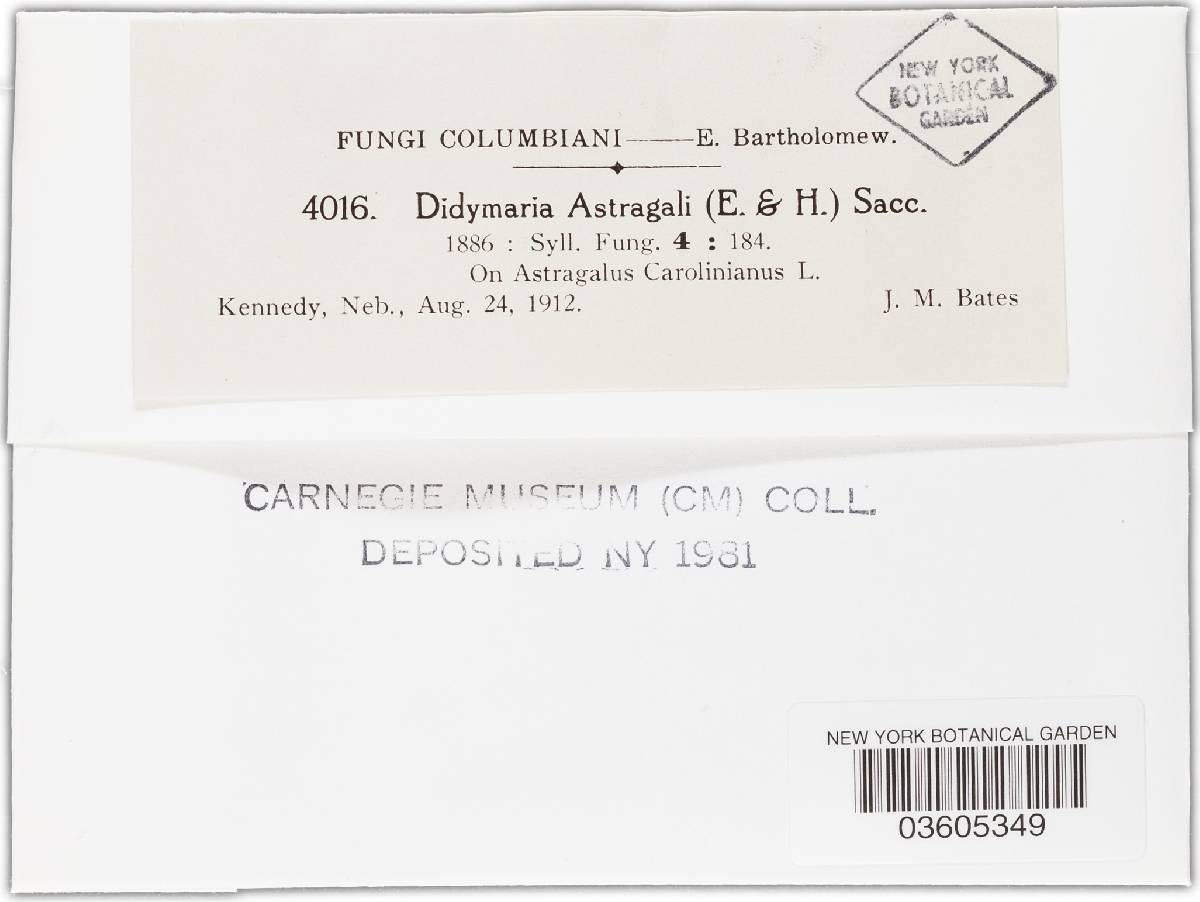 NEW YORK
BOTANICAL
GARDEN
FUNGI COLUMBIANI——E. Bartholomew.
4016. Didymaria Astragali (E. & H.) Sacc.
1886 : Syll. Fung. 4 : 184.
On Astragalus Carolinianus L.
Kennedy, Neb., Aug. 24, 1912. J. M. Bates
CARNEGIE MUSEUM (CM) COLL.
DEPOSITED NY 1981
NEW YORK BOTANICAL GARDEN
03605349